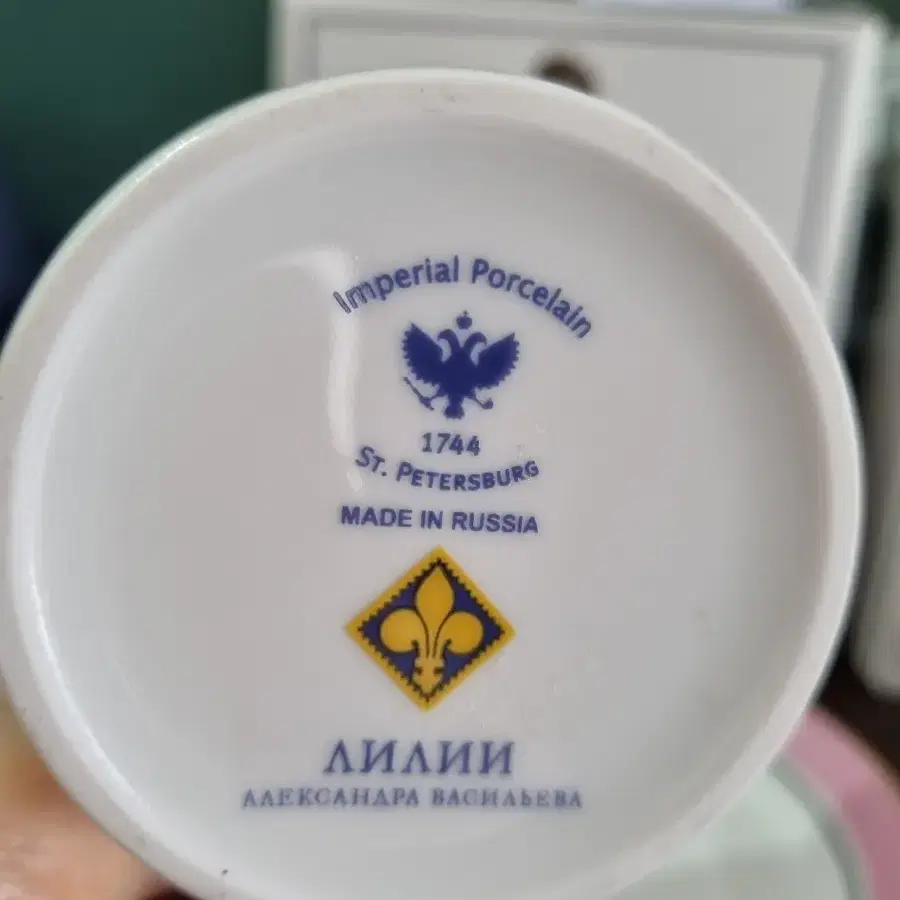 Imperial Porcelain
1744
ST. PETERSBURG
MADE IN RUSSIA
ЛИЛИИ
АЛЕКСАНДРА ВАСИЛЬЕВА